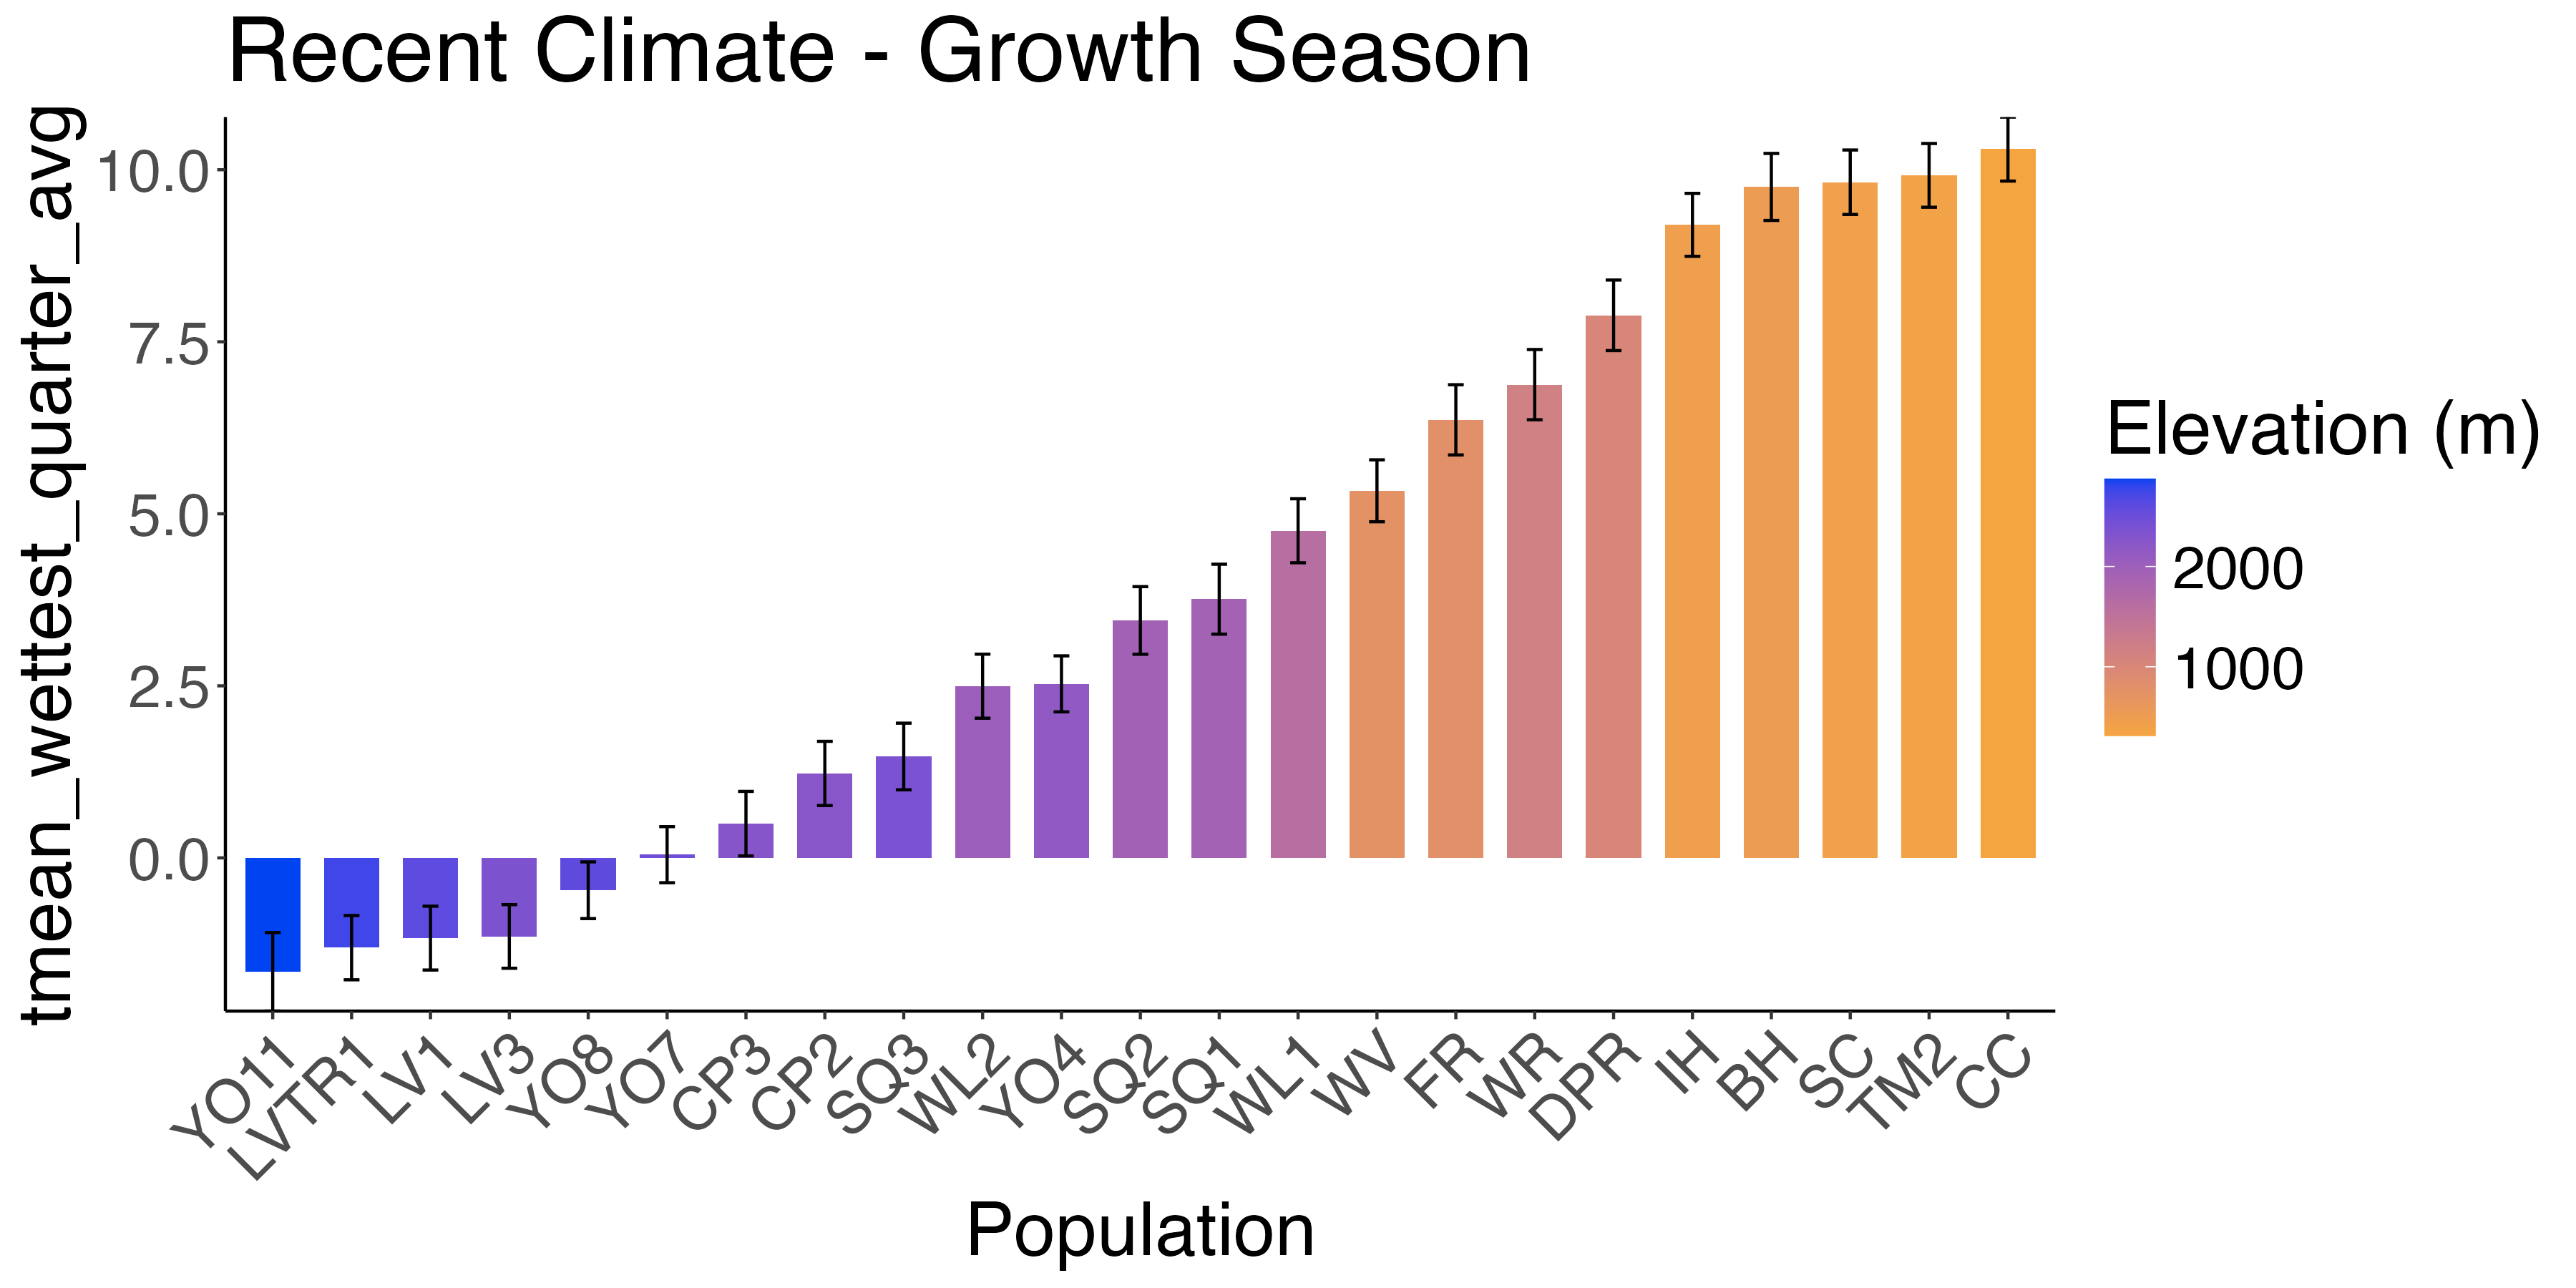 Recent Climate - Growth Season
tmean_wettest_quarter_avg
10.0
7.5
5.0
2.5
0.0
YO11
LVTR1
LV1
LV3
YO8
YO7
CP3
CP2
SQ3
WL2
YO4
SQ2
SQ1
WL1
WV
FR
WR
DPR
IH
BH
SC
TM2
CC
Population
Elevation (m)
2000
1000